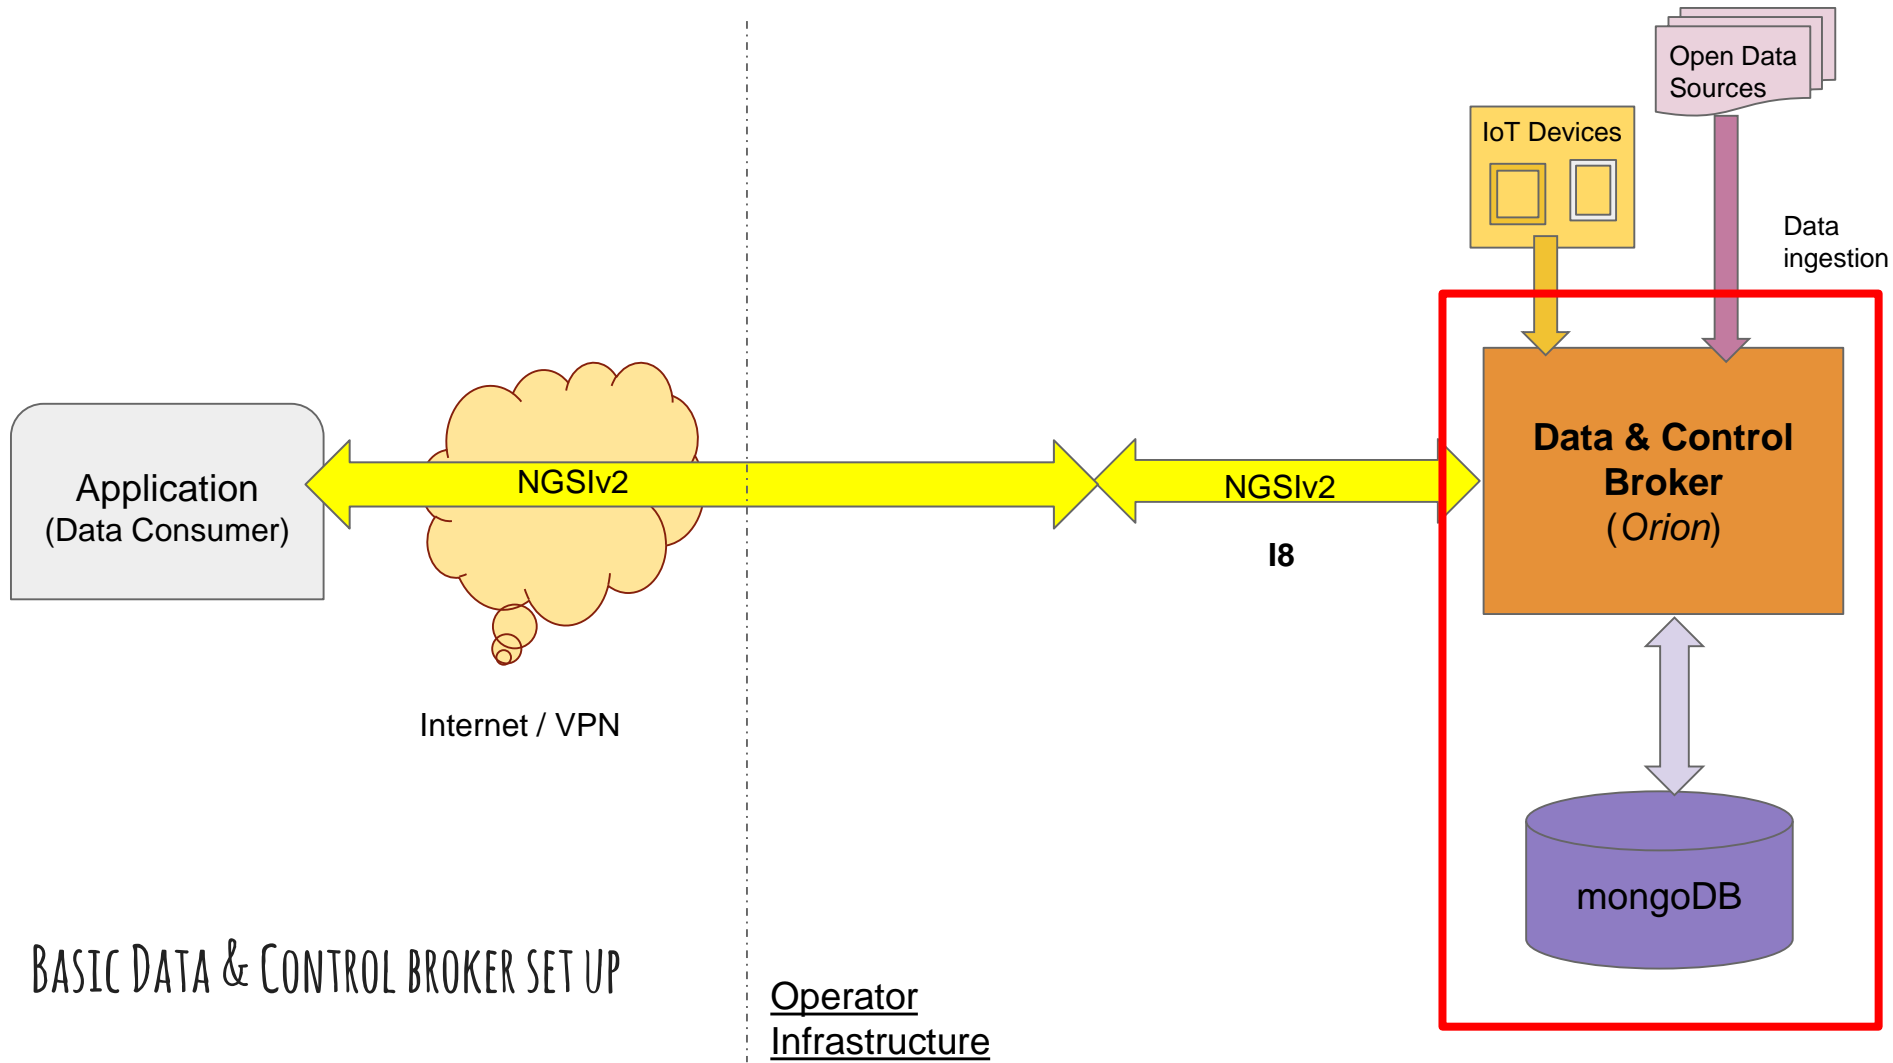 Open Data
Sources
IoT Devices
Data
ingestion
Application
(Data Consumer)
NGSIv2
NGSIv2
I8
Data & Control
Broker
(Orion)
Internet / VPN
mongoDB
BASIC DATA & CONTROL BROKER SET UP
Operator
Infrastructure